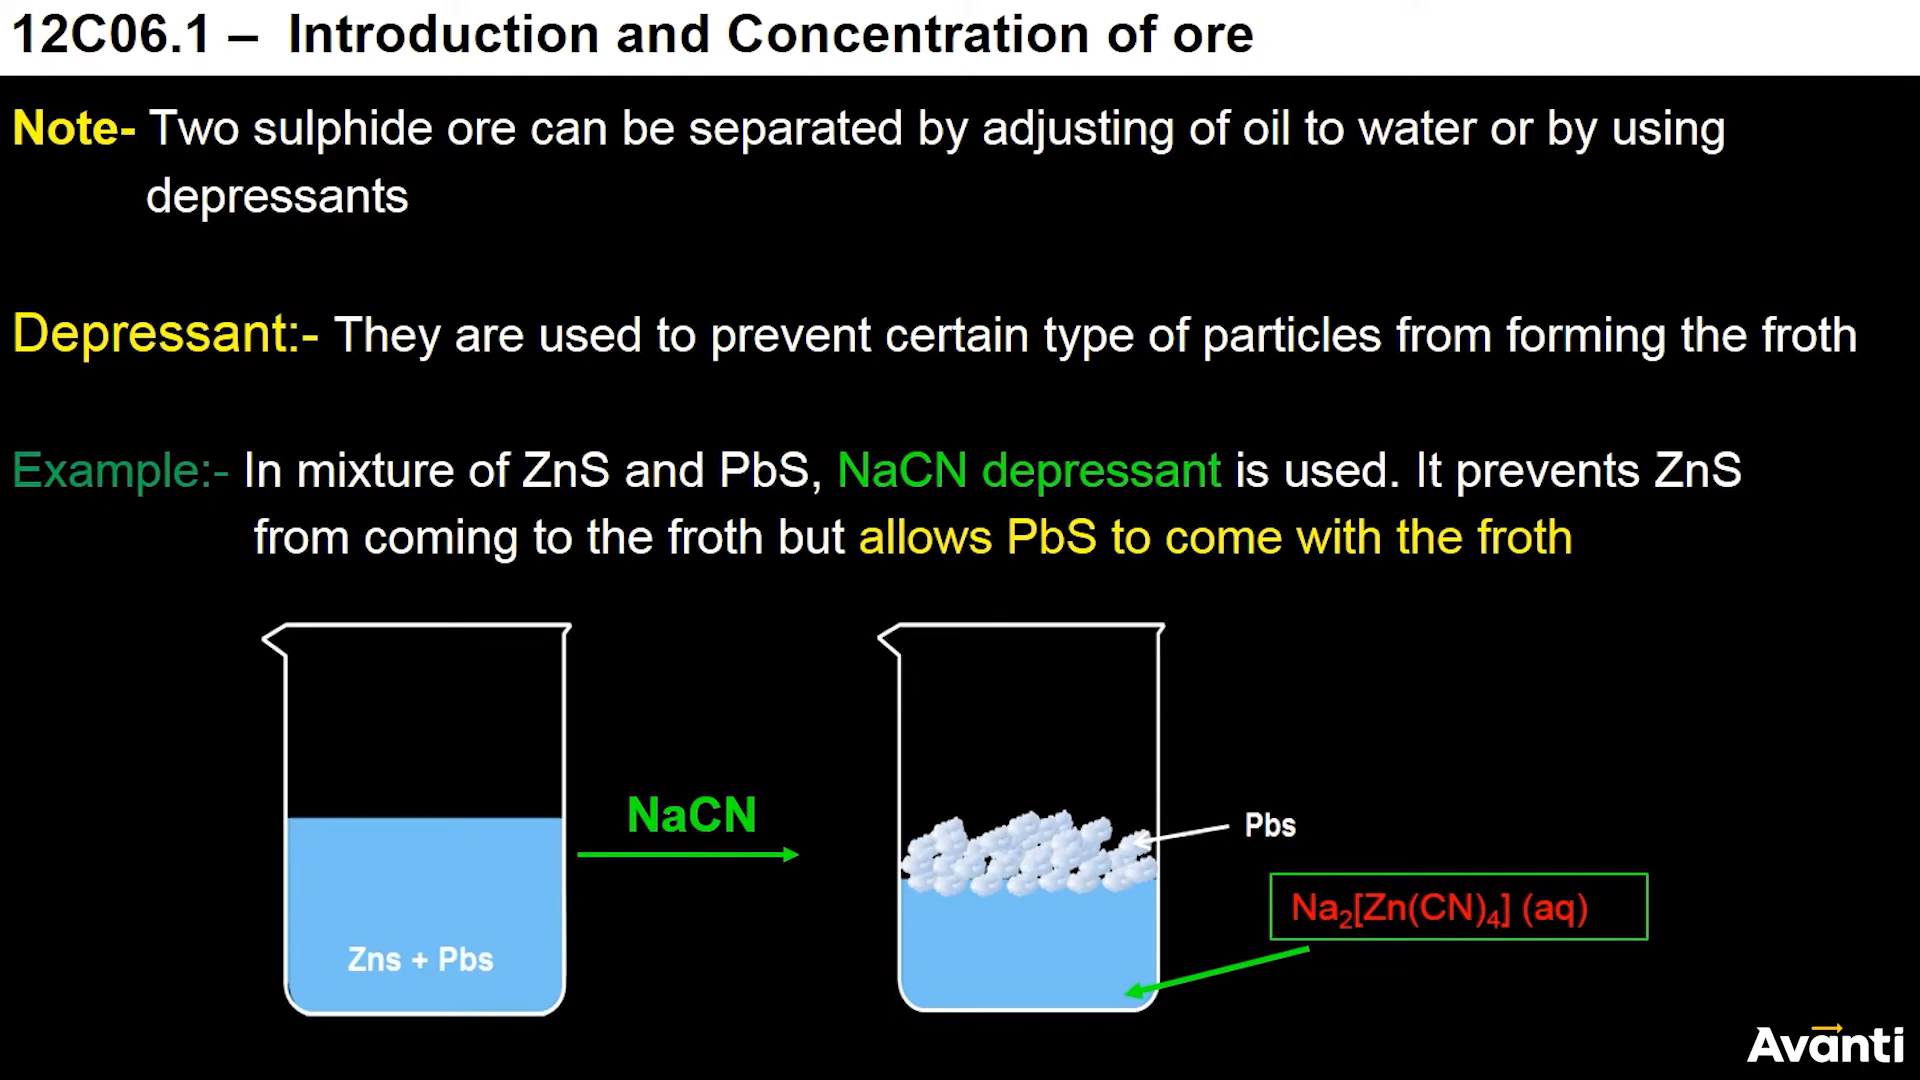 12C06.1 – Introduction and Concentration of ore
Note- Two sulphide ore can be separated by adjusting of oil to water or by using
depressants
Depressant:- They are used to prevent certain type of particles from forming the froth
Example:- In mixture of ZnS and PbS, NaCN depressant is used. It prevents ZnS
from coming to the froth but allows PbS to come with the froth
NaCN
Pbs
Na₂[Zn(CN)₄] (aq)
Zns + Pbs
Avanti